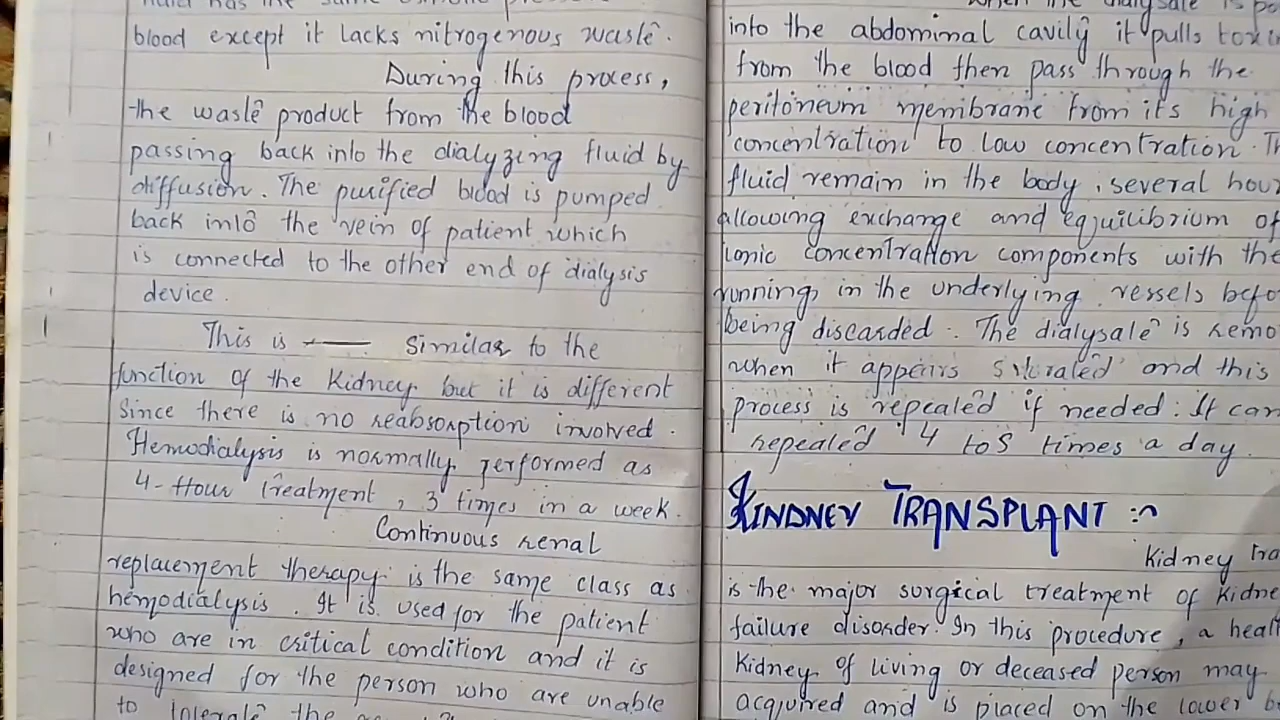 blood except it lacks nitrogenous waste.
During this process,
the waste product from the blood
passing back into the dialyzing fluid by
diffusion. The purified blood is pumped
back into the vein of patient which
is connected to the other end of dialysis
device.
This is —— similar to the
function of the Kidney but it is different
since there is no reabsorption involved.
Hemodialysis is normally performed as
4-Hour treatment, 3 times in a week.
Continuous renal
replacement therapy is the same class as
hemodialysis. It is used for the patient
who are in critical condition and it is
designed for the person who are unable
to the
into the abdominal cavity it pulls
from the blood then pass through the
peritoneum membrane from its high
concentration to low concentration.
fluid remain in the body, several
allowing exchange and eqjuilibrium of
ionic concentration components with the
running, in the underlying vessels
being discarded. The dialysate is
when it appears saturated and this
process is repeated if needed. It can
repeated 4 to 5 times a day.
KINDNEY TRANSPLANT :-
Kidney
is the major surgical treatment of
failure disorder. In this procedure, a
Kidney of living or deceased person may
acqjuired and is placed on the lower